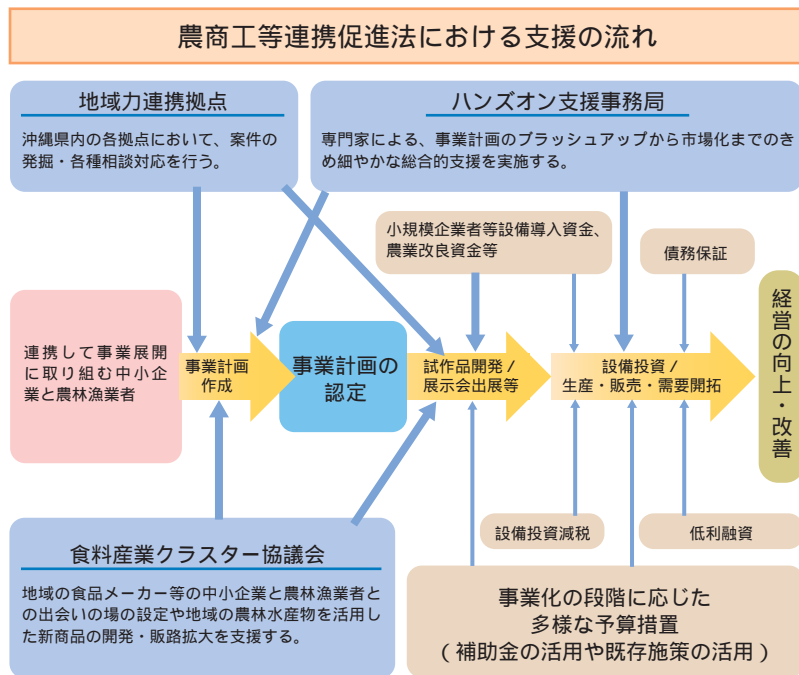 農商工等連携促進法における支援の流れ
地域力連携拠点
沖縄県内の各拠点において、案件の
発掘・各種相談対応を行う。
ハンズオン支援事務局
専門家による、事業計画のブラッシュアップから市場化までのき
め細やかな総合的支援を実施する。
小規模企業者等設備導入資金、
農業改良資金等
債務保証
連携して事業展開
に取り組む中小企
業と農林漁業者
事業計画
作成
事業計画の
認定
試作品開発/
展示会出展等
設備投資/
生産・販売・需要開拓
経営の向上・改善
食料産業クラスター協議会
地域の食品メーカー等の中小企業と農林漁業者と
の出会いの場の設定や地域の農林水産物を活用し
た新商品の開発・販路拡大を支援する。
設備投資減税
低利融資
事業化の段階に応じた
多様な予算措置
(補助金の活用や既存施策の活用)